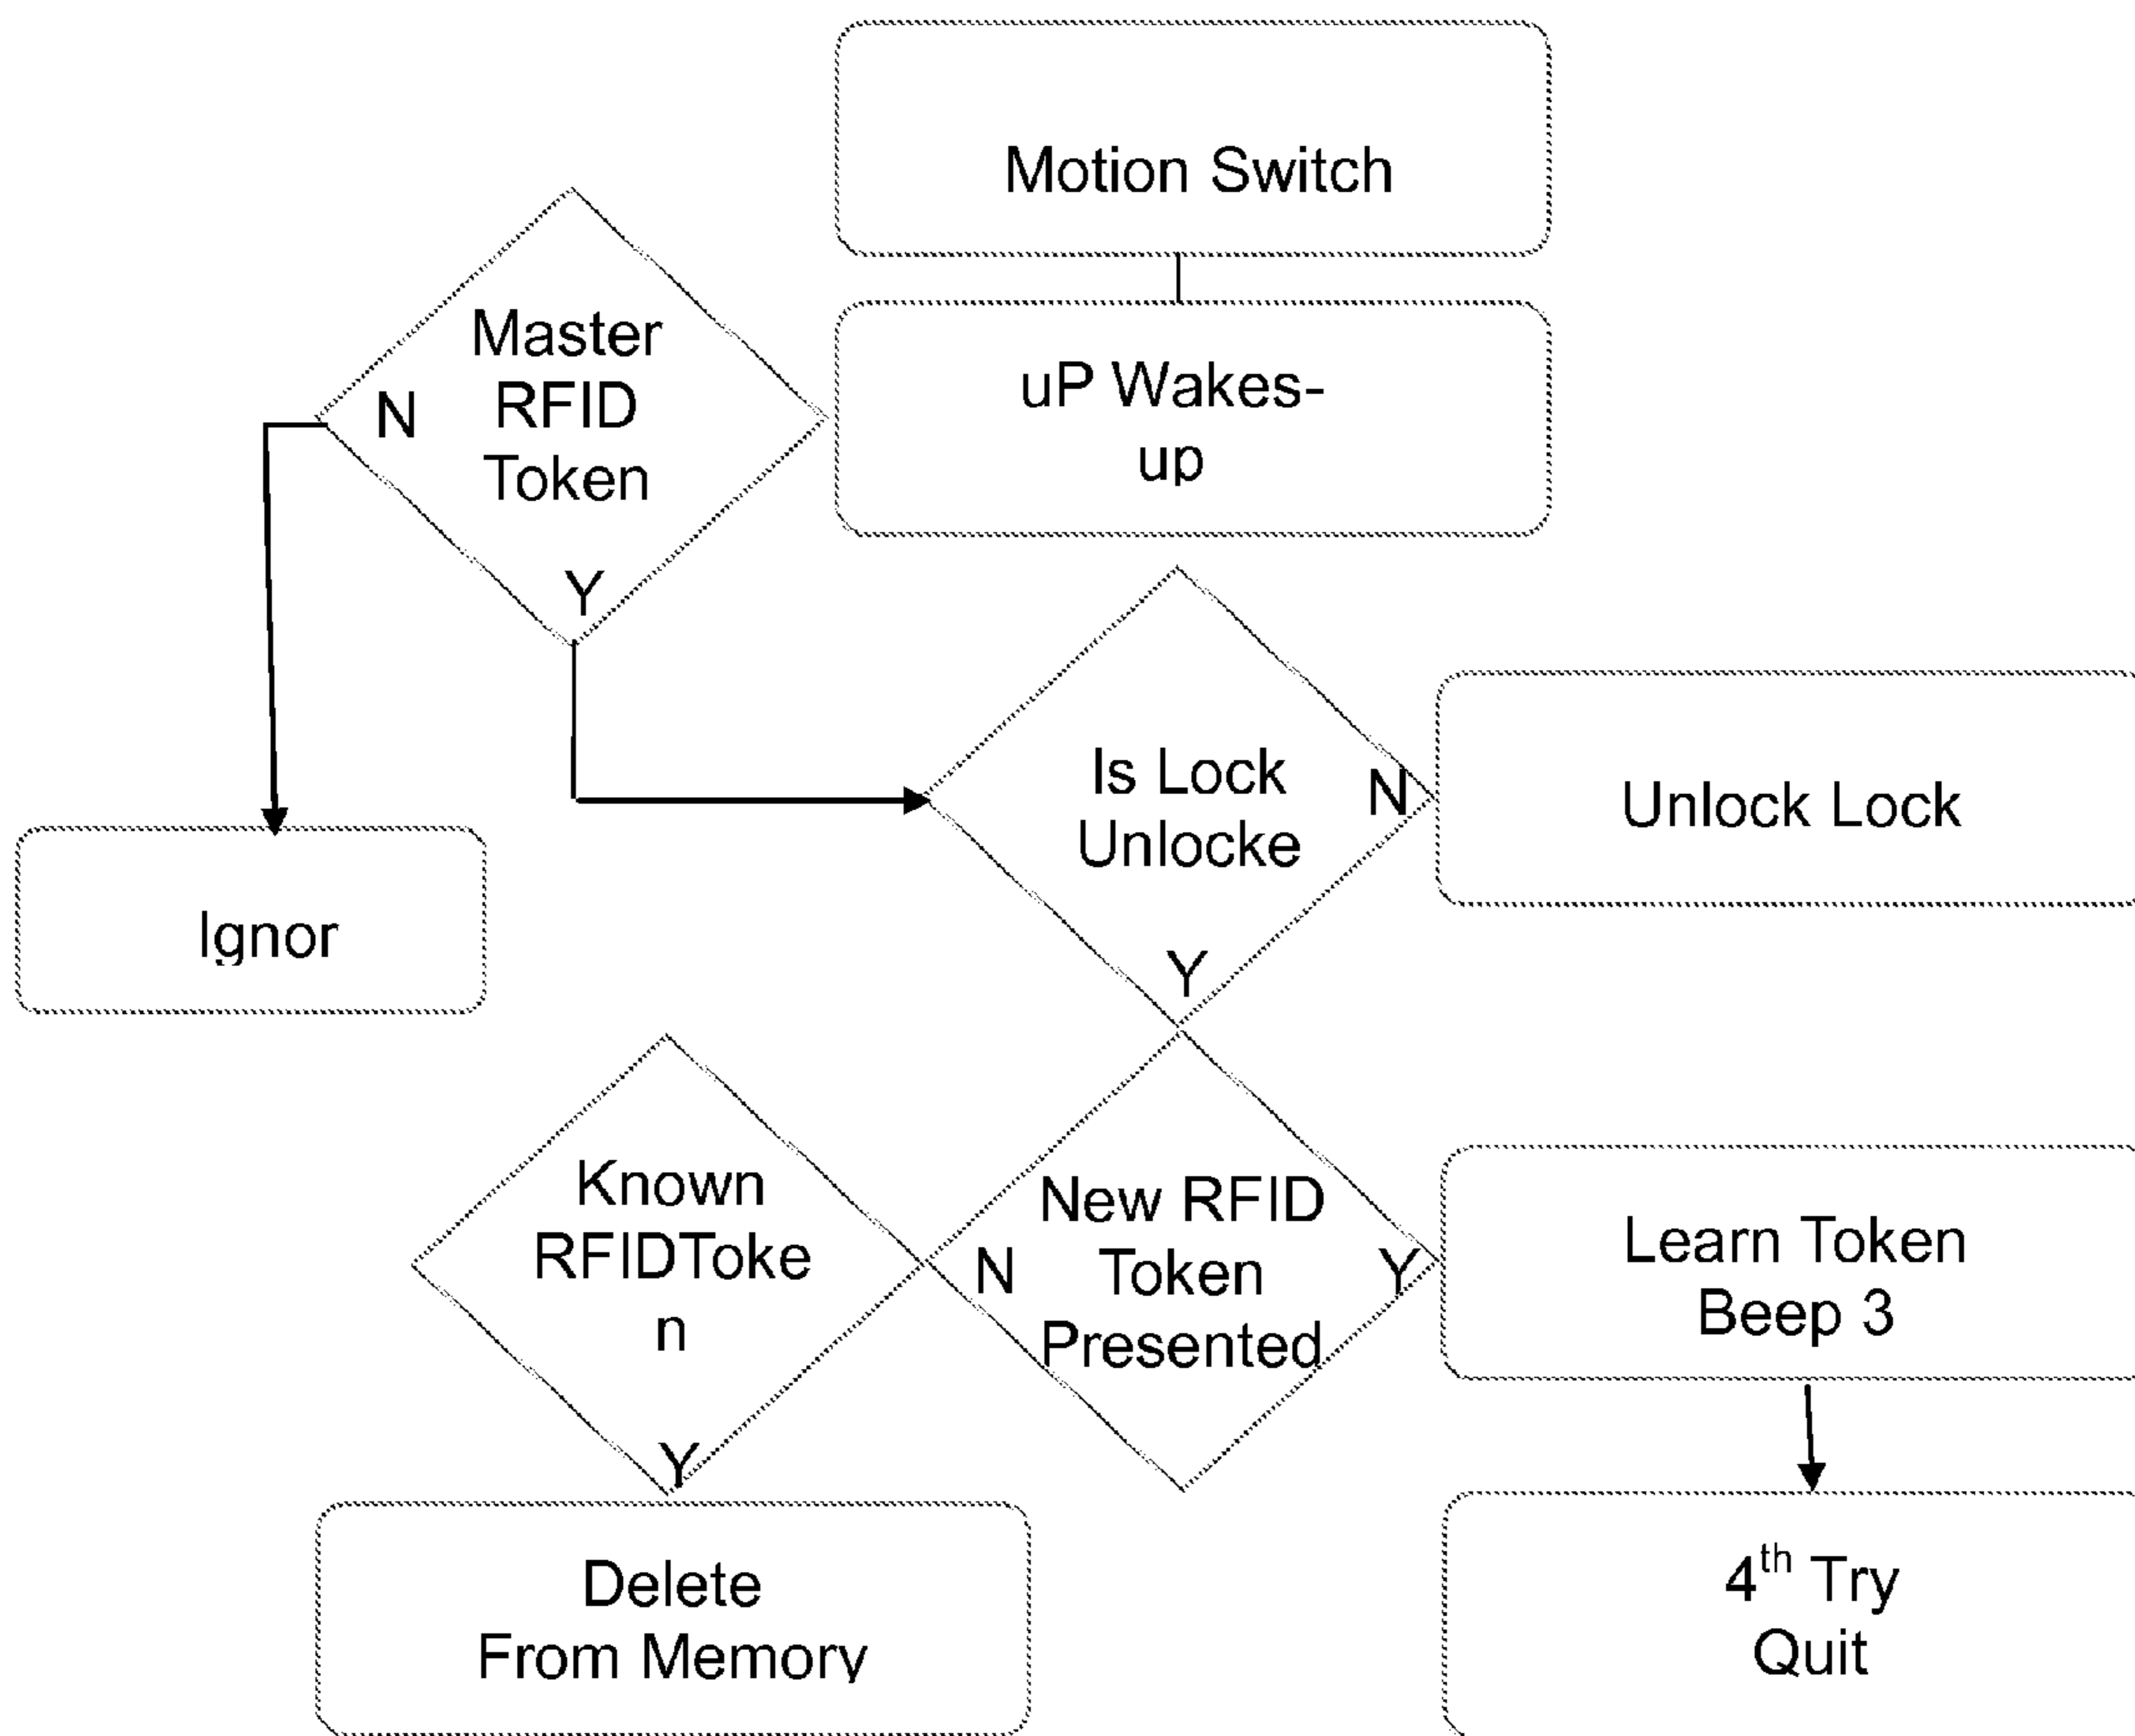 Motion Switch
uP Wakes-
up
Master
RFID
Token
N
Y
Is Lock
Unlocke
N
Y
Unlock Lock
Ignor
Known
RFIDToke
n
Y
New RFID
Token
Presented
N
Y
Learn Token
Beep 3
Delete
From Memory
4th Try
Quit